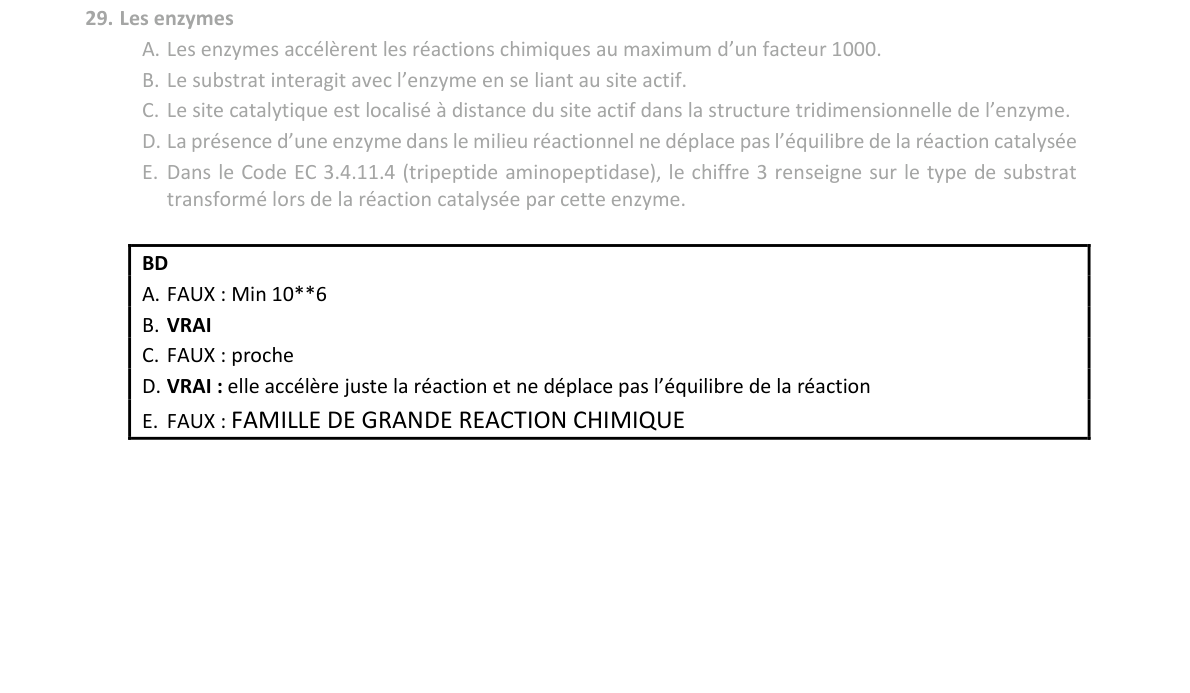 29. Les enzymes
A. Les enzymes accélèrent les réactions chimiques au maximum d’un facteur 1000.
B. Le substrat interagit avec l’enzyme en se liant au site actif.
C. Le site catalytique est localisé à distance du site actif dans la structure tridimensionnelle de l’enzyme.
D. La présence d’une enzyme dans le milieu réactionnel ne déplace pas l’équilibre de la réaction catalysée
E. Dans le Code EC 3.4.11.4 (tripeptide aminopeptidase), le chiffre 3 renseigne sur le type de substrat
transformé lors de la réaction catalysée par cette enzyme.
BD
A. FAUX : Min 10**6
B. VRAI
C. FAUX : proche
D. VRAI : elle accélère juste la réaction et ne déplace pas l’équilibre de la réaction
E. FAUX : FAMILLE DE GRANDE REACTION CHIMIQUE